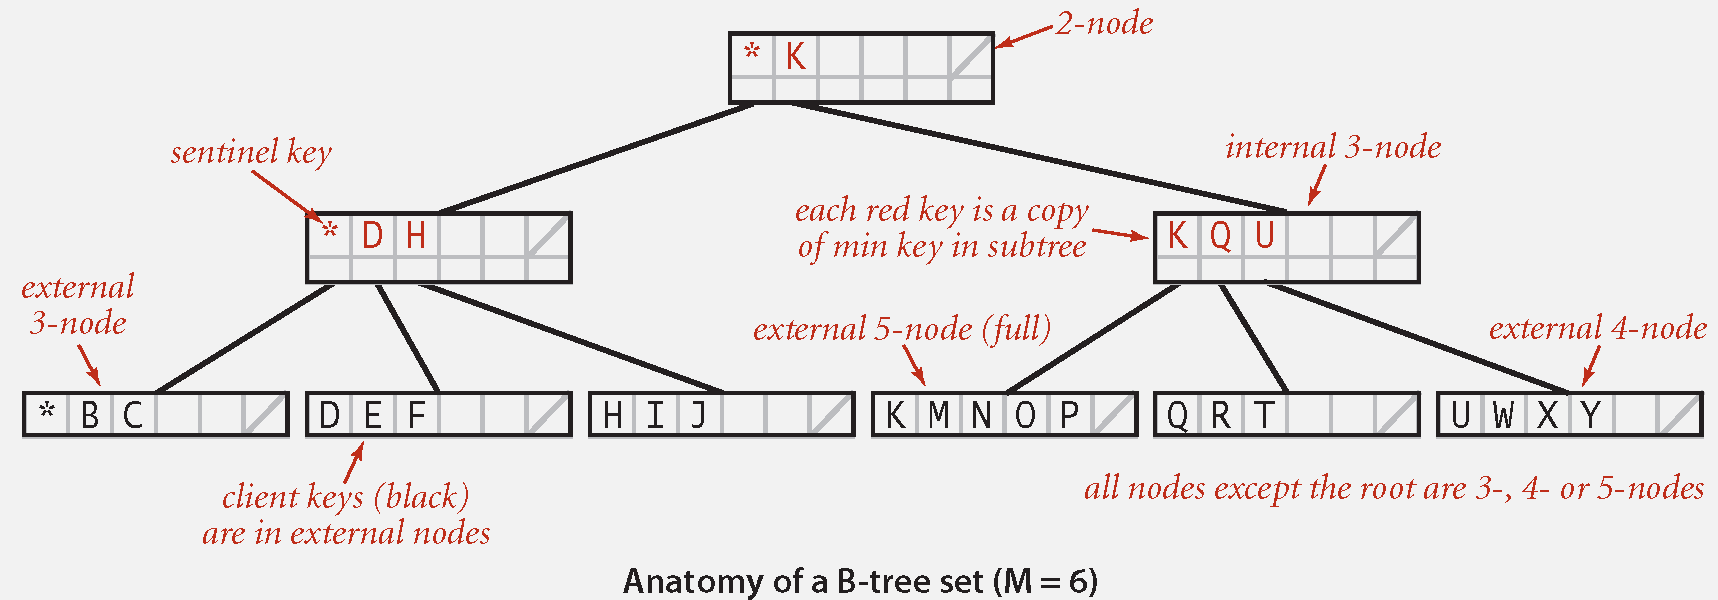 2-node
* K
sentinel key
internal 3-node
each red key is a copy
of min key in subtree
* D H
K Q U
external
3-node
external 5-node (full)
external 4-node
* B C
D E F
H I J
K M N O P
Q R T
U W X Y
client keys (black)
are in external nodes
all nodes except the root are 3-, 4- or 5-nodes
Anatomy of a B-tree set (M = 6)